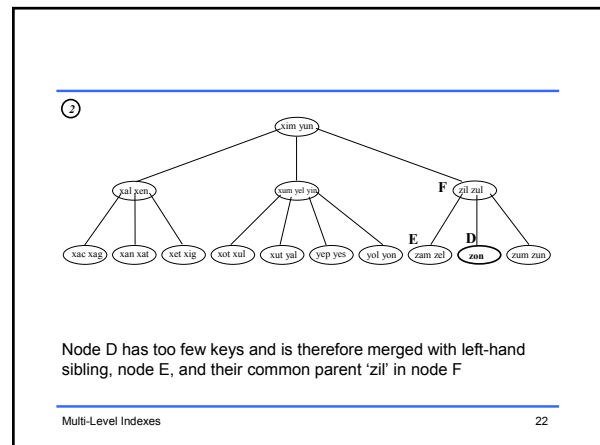 2
xim yun
xal xen
xum yel yin
F
zil zul
E
D
xac xag
xan xat
xet xig
xot xul
xut yal
yep yes
yol yon
zam zel
zon
zum zun
Node D has too few keys and is therefore merged with left-hand
sibling, node E, and their common parent ‘zil’ in node F
Multi-Level Indexes
22